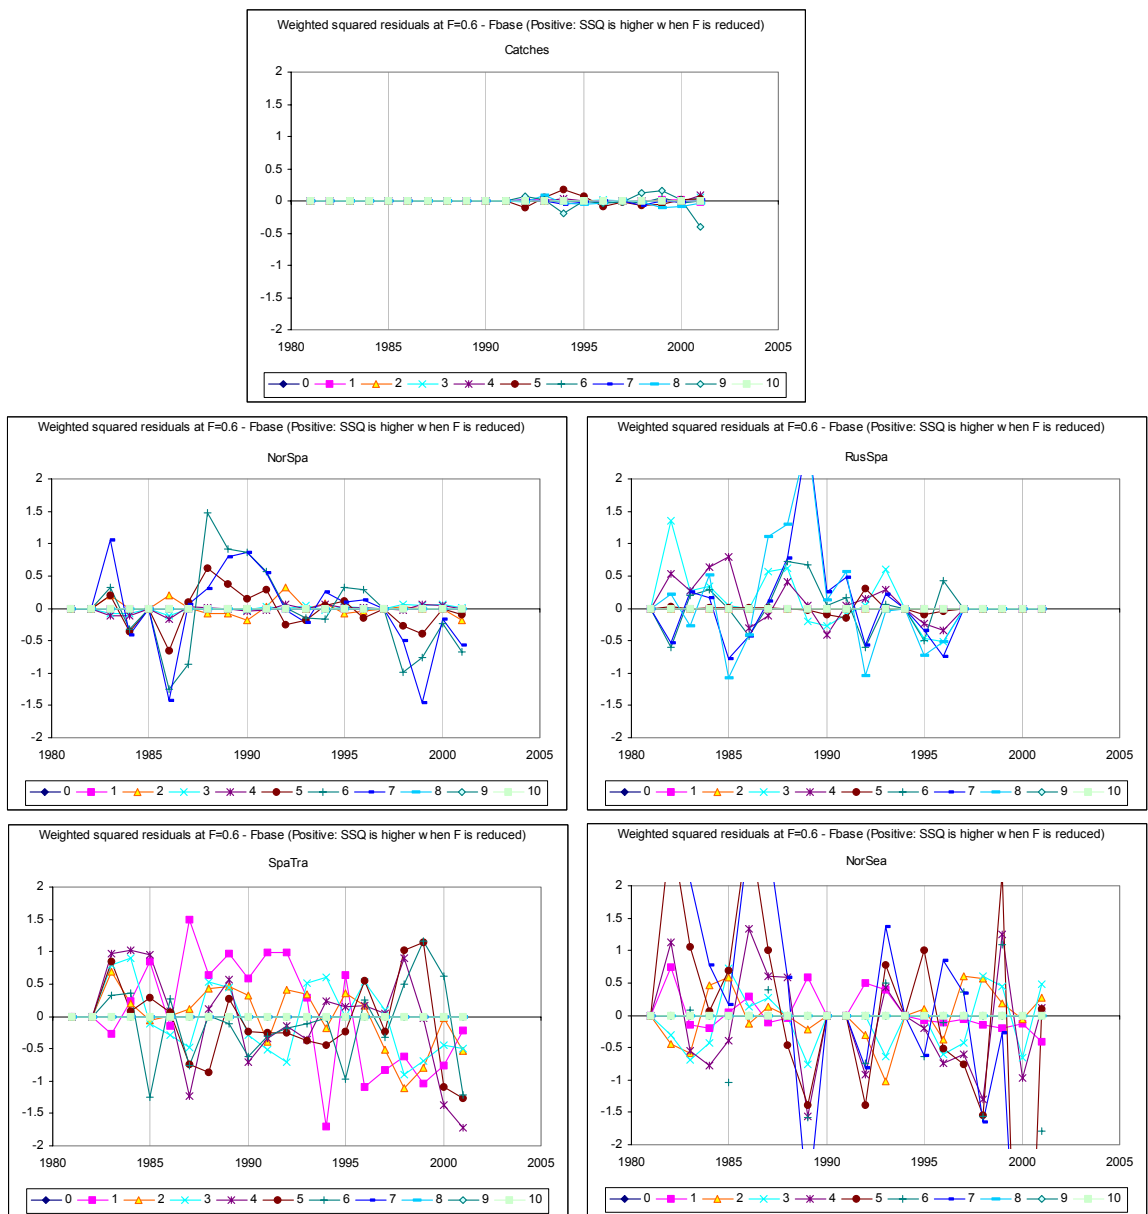 Weighted squared residuals at F=0.6 - Fbase (Positive: SSQ is higher when F is reduced)
Catches
2
1.5
1
0.5
0
-0.5
-1
-1.5
-2
1980 1985 1990 1995 2000 2005
0 1 2 3 4 5 6 7 8 9 10
Weighted squared residuals at F=0.6 - Fbase (Positive: SSQ is higher when F is reduced)
NorSpa
2
1.5
1
0.5
0
-0.5
-1
-1.5
-2
1980 1985 1990 1995 2000 2005
0 1 2 3 4 5 6 7 8 9 10
Weighted squared residuals at F=0.6 - Fbase (Positive: SSQ is higher when F is reduced)
RusSpa
2
1.5
1
0.5
0
-0.5
-1
-1.5
-2
1980 1985 1990 1995 2000 2005
0 1 2 3 4 5 6 7 8 9 10
Weighted squared residuals at F=0.6 - Fbase (Positive: SSQ is higher when F is reduced)
SpaTra
2
1.5
1
0.5
0
-0.5
-1
-1.5
-2
1980 1985 1990 1995 2000 2005
0 1 2 3 4 5 6 7 8 9 10
Weighted squared residuals at F=0.6 - Fbase (Positive: SSQ is higher when F is reduced)
NorSea
2
1.5
1
0.5
0
-0.5
-1
-1.5
-2
1980 1985 1990 1995 2000 2005
0 1 2 3 4 5 6 7 8 9 10